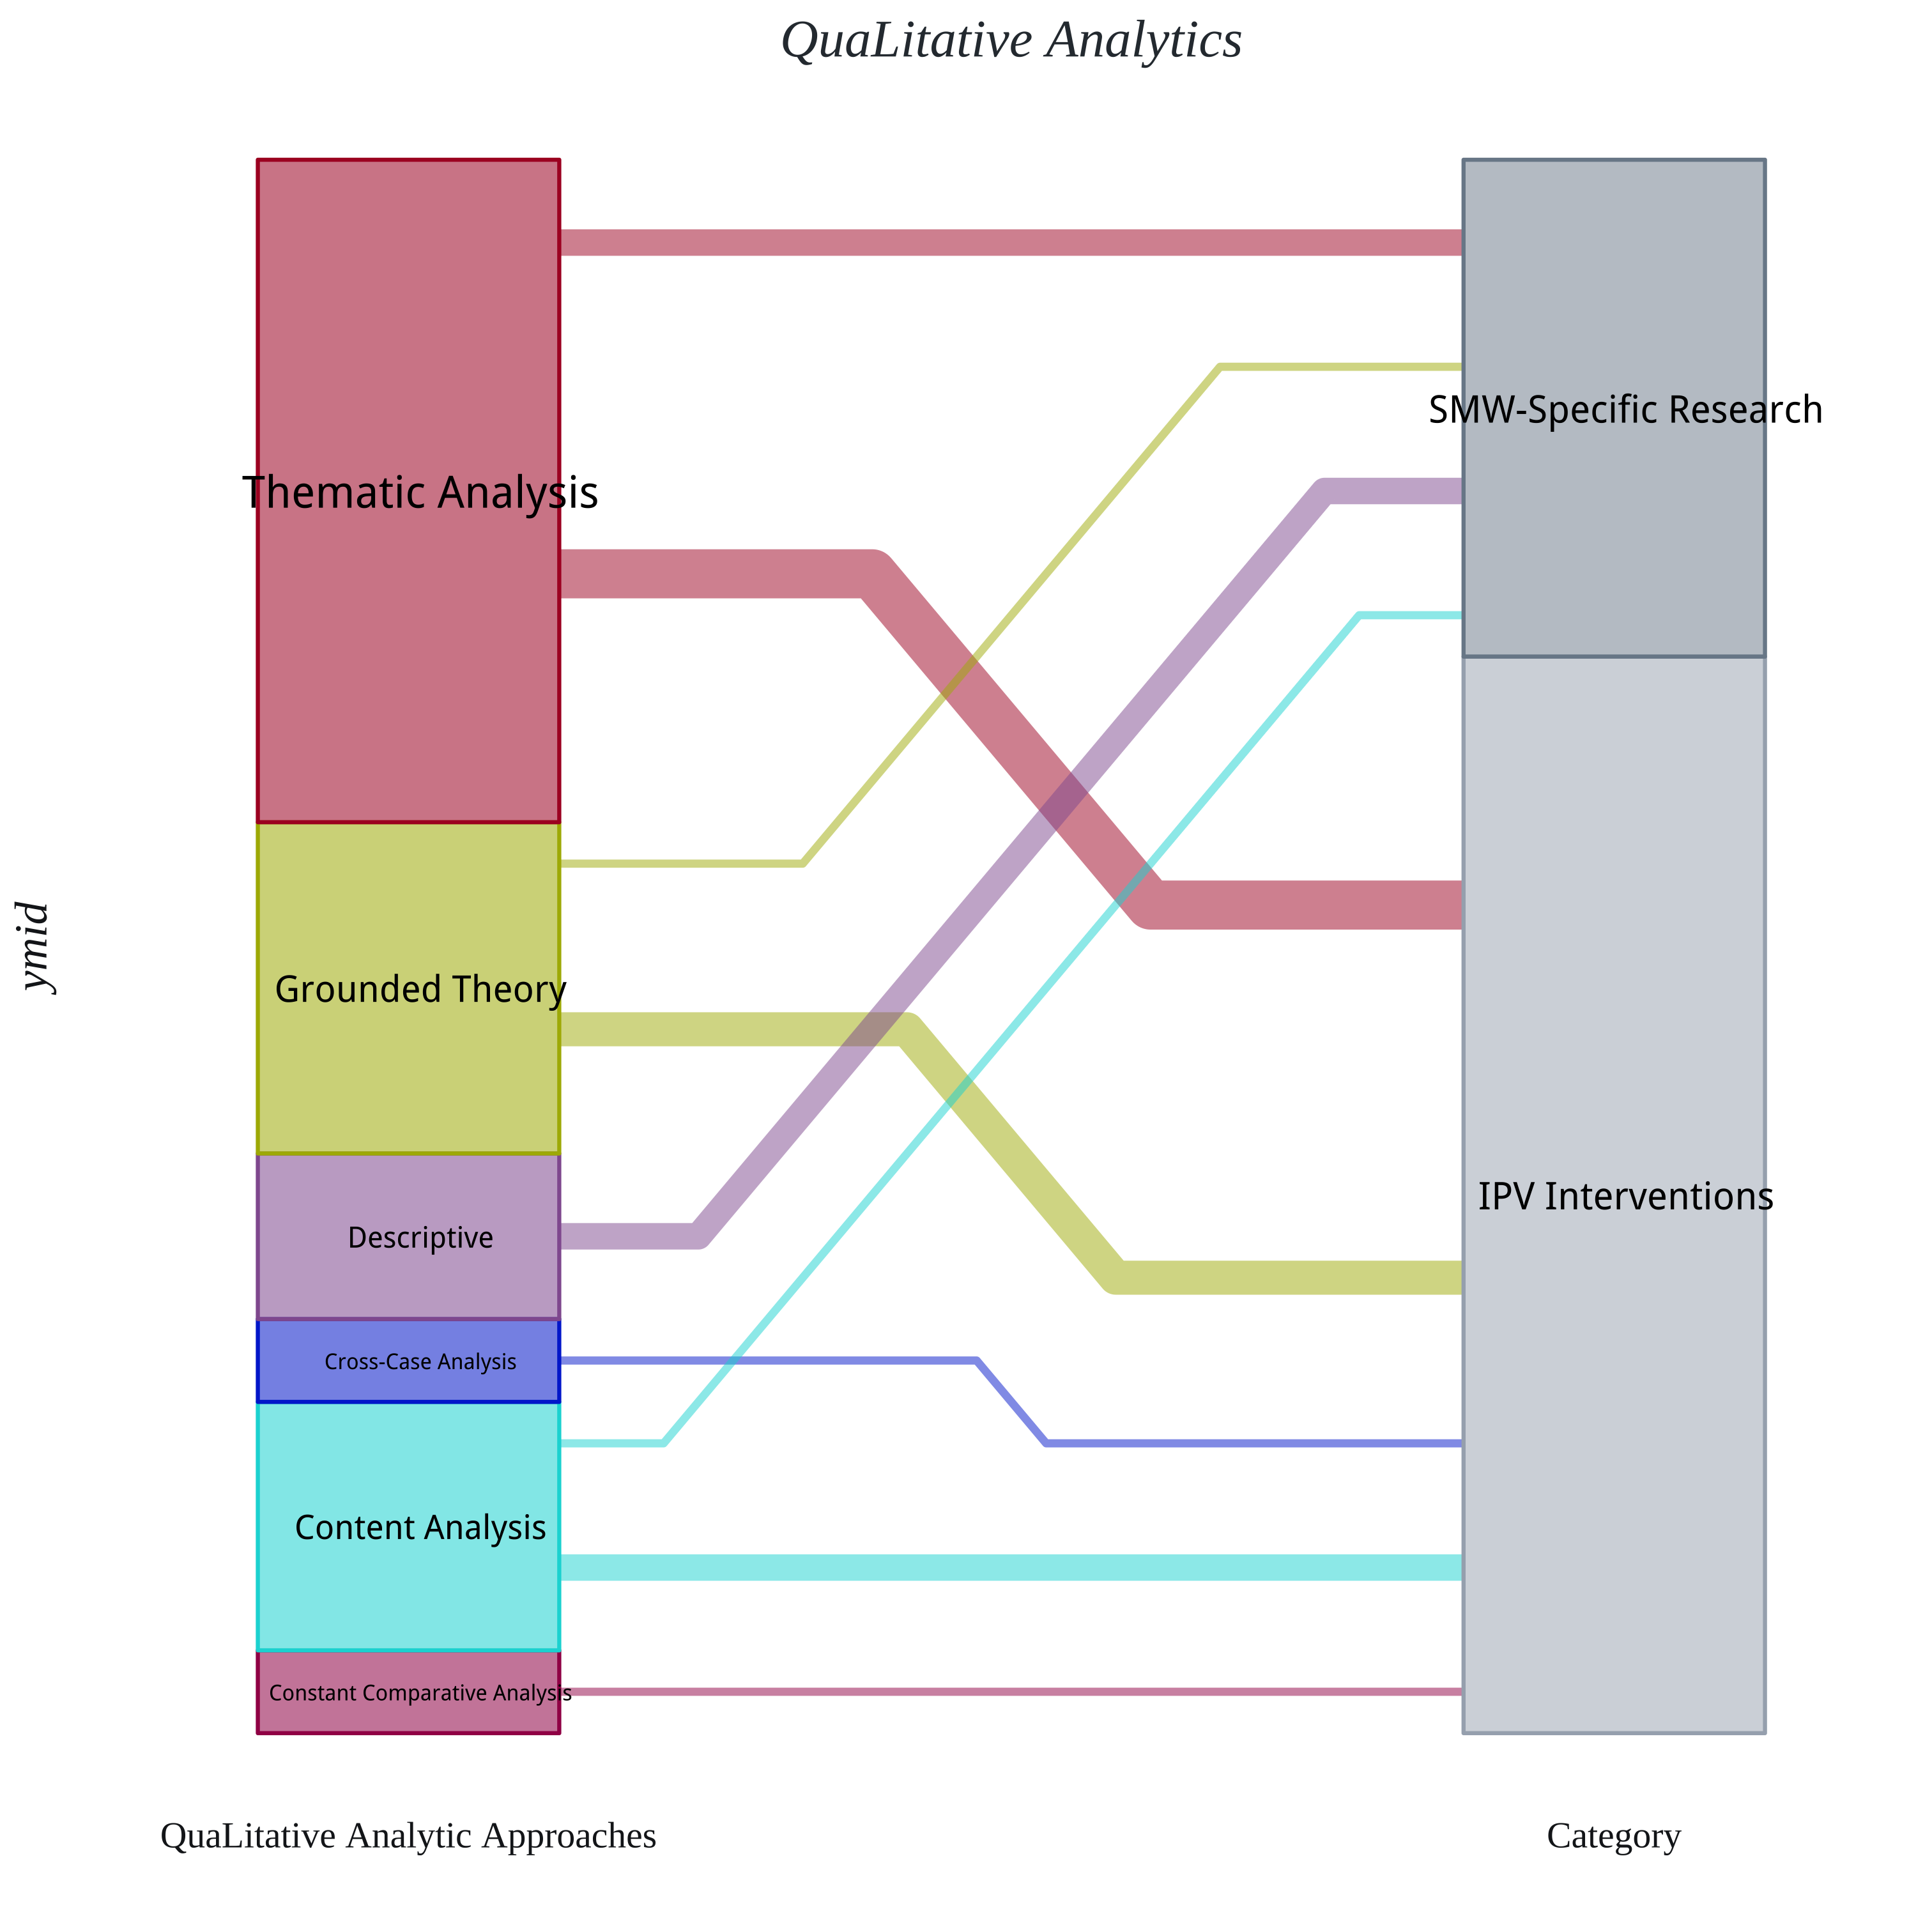 QuaLitative Analytics
Thematic Analysis
SMW-Specific Research
Grounded Theory
ymid
IPV Interventions
Descriptive
Cross-Case Analysis
Content Analysis
Constant Comparative Analysis
QuaLitative Analytic Approaches
Category